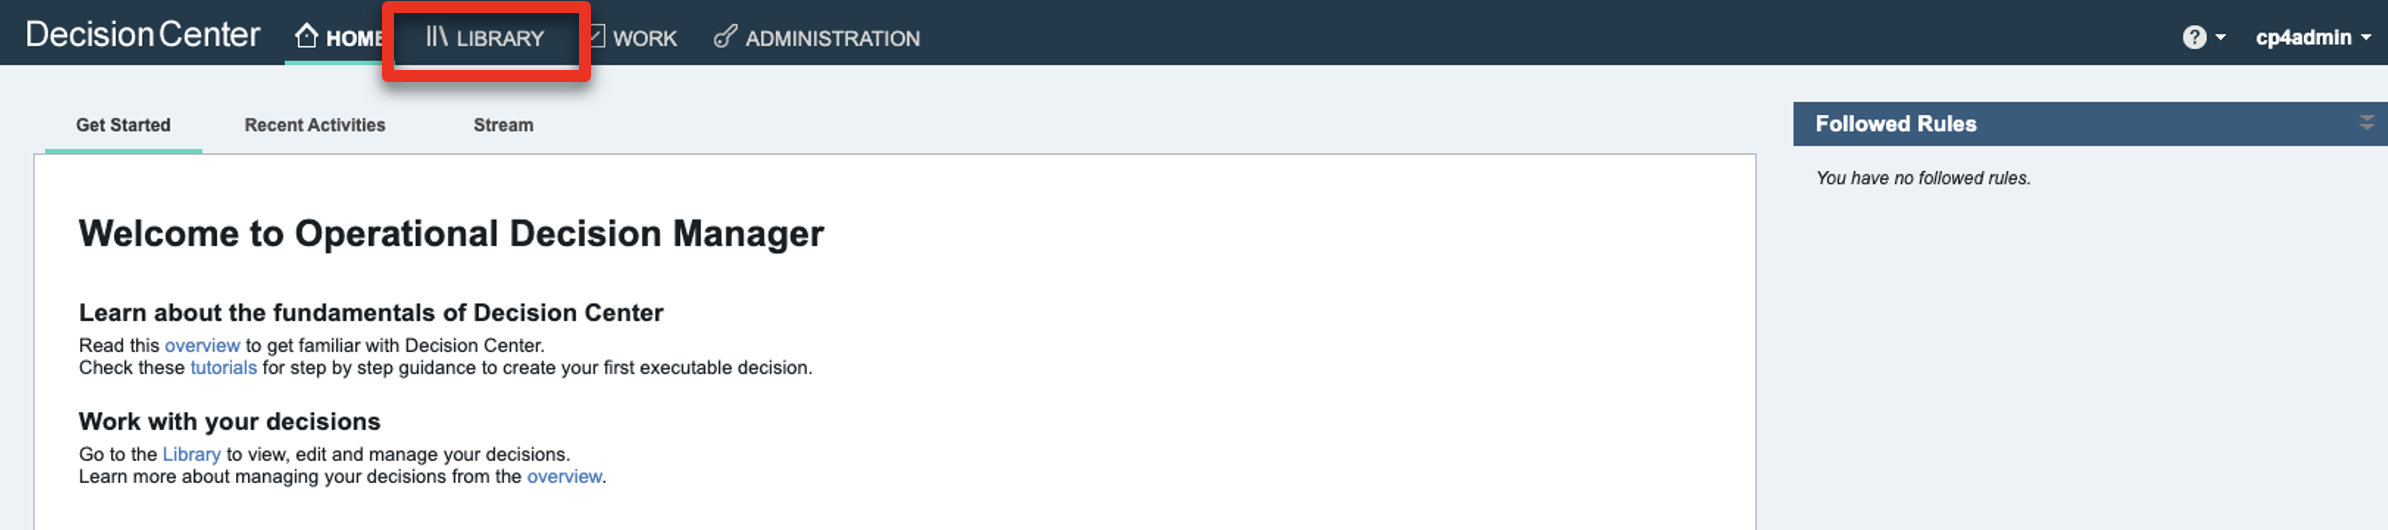 Decision Center HOME LIBRARY WORK ADMINISTRATION ? cp4admin
Get Started Recent Activities Stream
Followed Rules
You have no followed rules.
Welcome to Operational Decision Manager
Learn about the fundamentals of Decision Center
Read this overview to get familiar with Decision Center.
Check these tutorials for step by step guidance to create your first executable decision.
Work with your decisions
Go to the Library to view, edit and manage your decisions.
Learn more about managing your decisions from the overview.